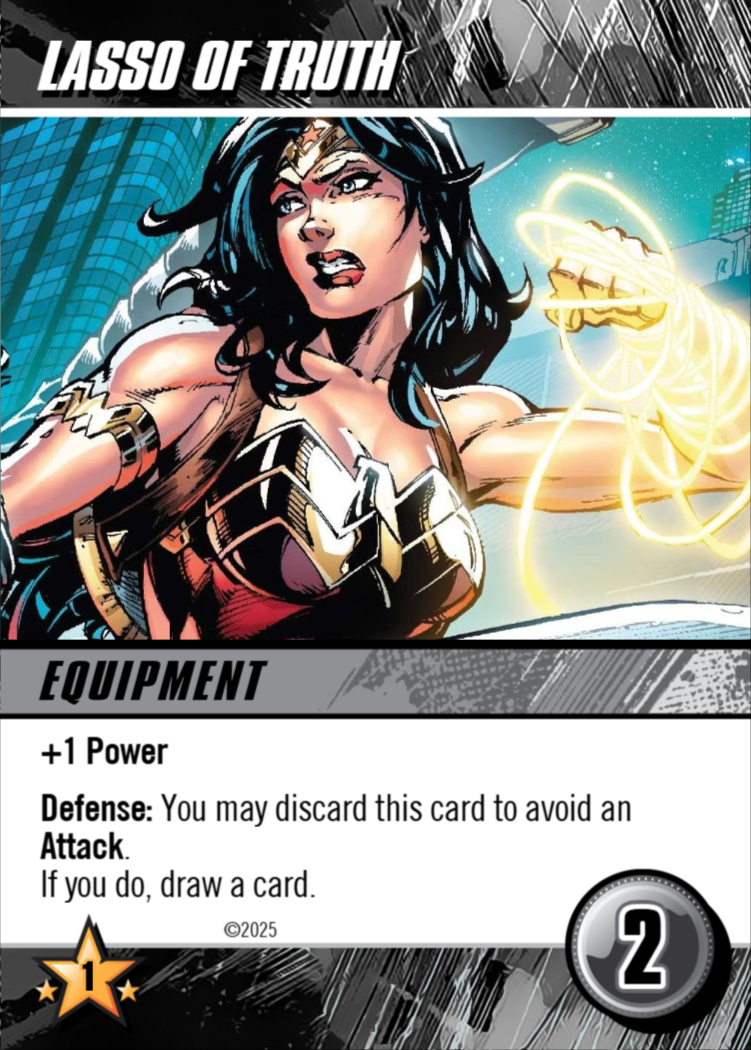 LASSO OF TRUTH
EQUIPMENT
+1 Power
Defense: You may discard this card to avoid an
Attack.
If you do, draw a card.
©2025
1
2